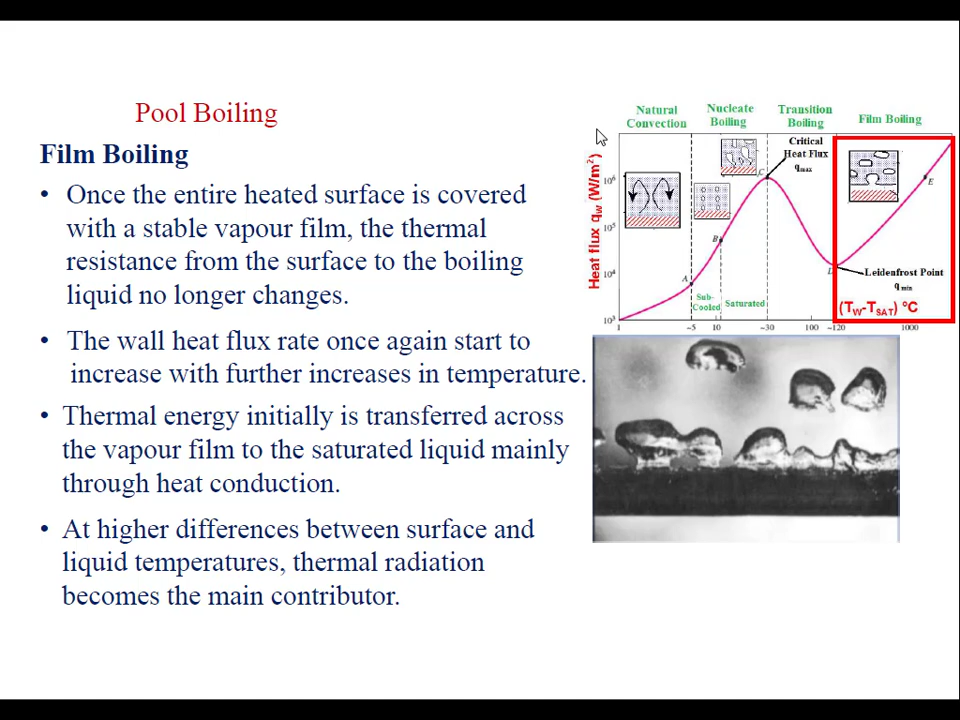 Pool Boiling
Film Boiling
• Once the entire heated surface is covered
with a stable vapour film, the thermal
resistance from the surface to the boiling
liquid no longer changes.
• The wall heat flux rate once again start to
increase with further increases in temperature.
• Thermal energy initially is transferred across
the vapour film to the saturated liquid mainly
through heat conduction.
• At higher differences between surface and
liquid temperatures, thermal radiation
becomes the main contributor.
Natural
Convection
Nucleate
Boiling
Transition
Boiling
Film Boiling
Critical
Heat Flux
qmax
Heat flux qw (W/m²)
10⁶
10⁵
10⁴
10³
A
B
C
D
E
Sub-
Cooled
Saturated
Leidenfrost Point
q min
(TW-TSAT) °C
1
~5
10
~30
100
~120
1000